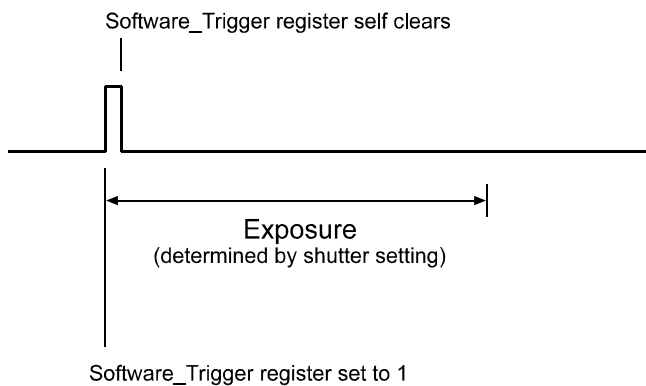 Software_Trigger register self clears
Exposure
(determined by shutter setting)
Software_Trigger register set to 1